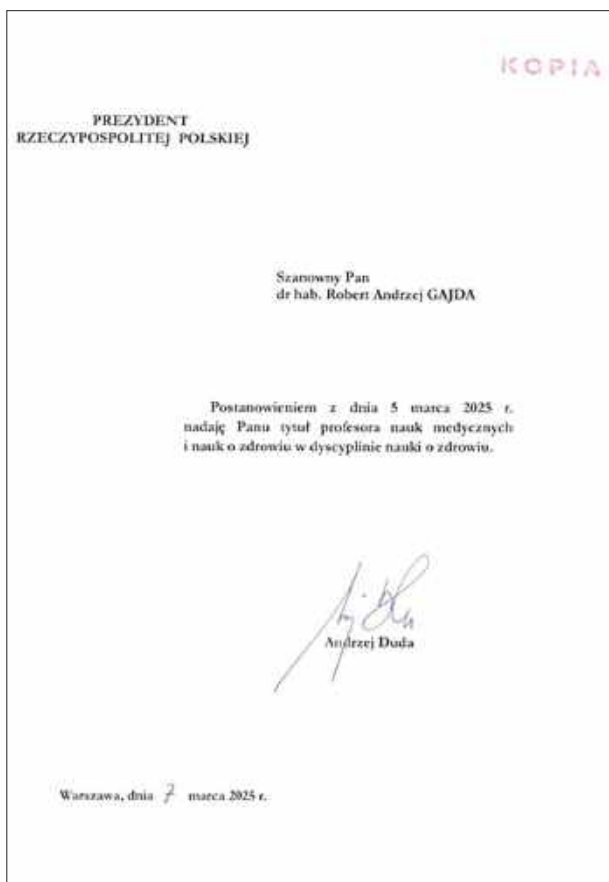 KOPIA
PREZYDENT
RZECZYPOSPOLITEJ POLSKIEJ
Szanowny Pan
dr hab. Robert Andrzej GAJDA
Postanowieniem z dnia 5 marca 2025 r.
nadaję Panu tytuł profesora nauk medycznych
i nauk o zdrowiu w dyscyplinie nauki o zdrowiu.
Andrzej Duda
Warszawa, dnia 7 marca 2025 r.